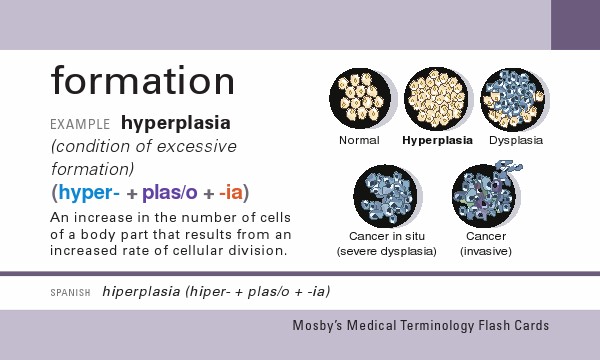 formation
EXAMPLE hyperplasia
(condition of excessive
formation)
(hyper- + plas/o + -ia)
An increase in the number of cells
of a body part that results from an
increased rate of cellular division.
Normal
Hyperplasia
Dysplasia
Cancer in situ
(severe dysplasia)
Cancer
(invasive)
SPANISH hiperplasia (hiper- + plas/o + -ia)
Mosby's Medical Terminology Flash Cards